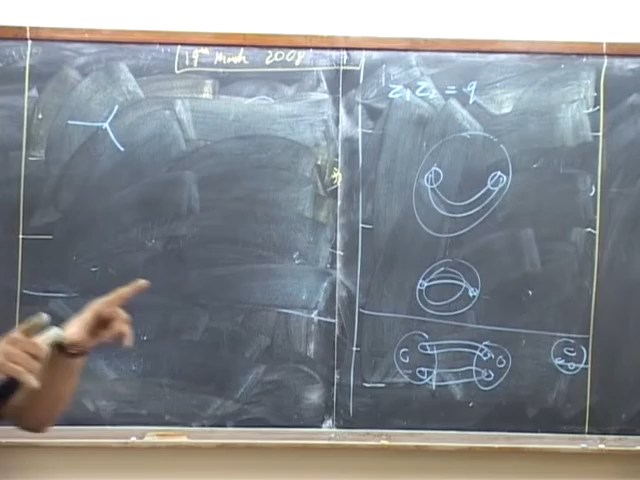 19th March 2008
z₁z₂ = q